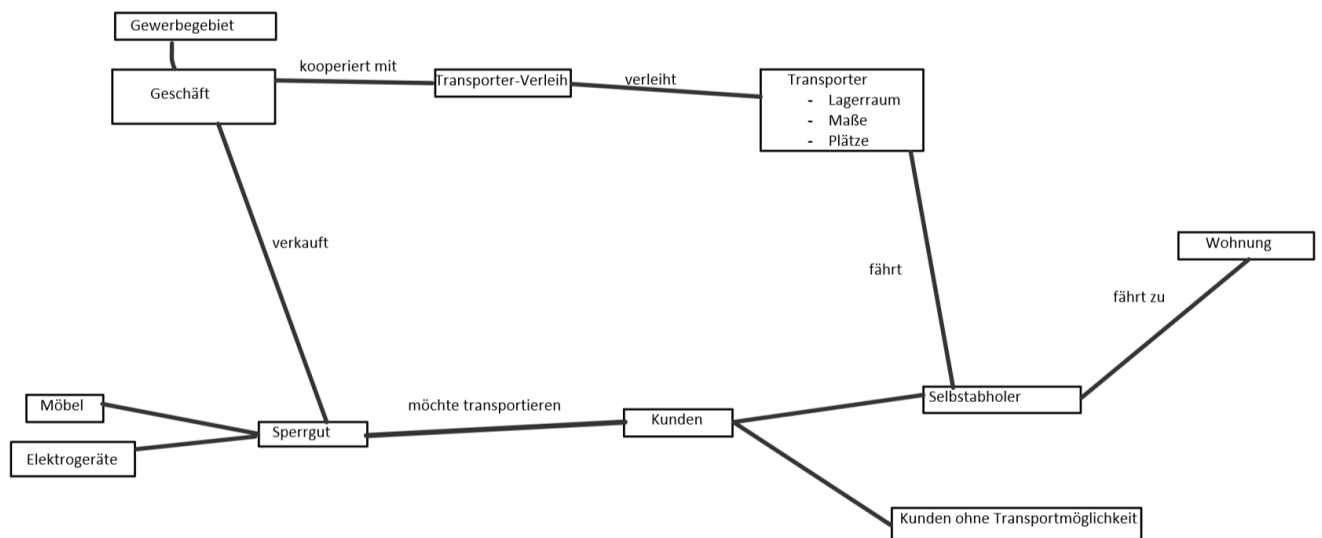 Gewerbegebiet
kooperiert mit
Geschäft
Transporter-Verleih
verleiht
Transporter
- Lagerraum
- Maße
- Plätze
verkauft
Wohnung
fährt
fährt zu
Möbel
möchte transportieren
Selbstabholer
Sperrgut
Kunden
Elektrogeräte
Kunden ohne Transportmöglichkeit